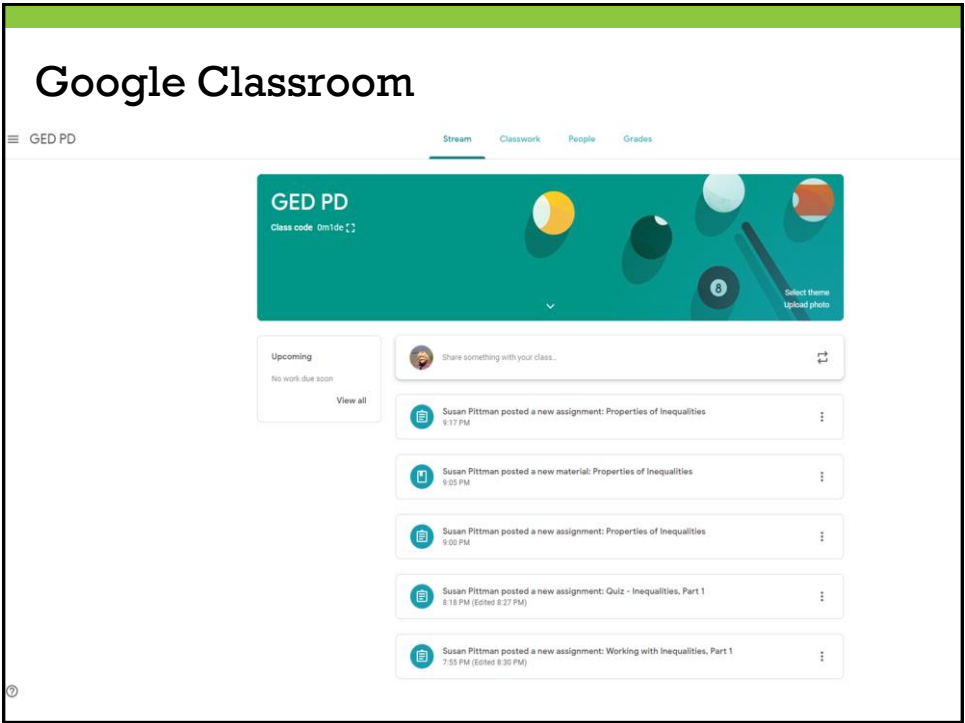 Google Classroom
GED PD
Stream Classwork People Grades
GED PD
Class code 0m1de
8
Select theme
Upload photo
Upcoming
No work due soon
View all
Share something with your class...
Susan Pittman posted a new assignment: Properties of Inequalities
9:17 PM
Susan Pittman posted a new material: Properties of Inequalities
9:05 PM
Susan Pittman posted a new assignment: Properties of Inequalities
9:00 PM
Susan Pittman posted a new assignment: Quiz - Inequalities, Part 1
8:18 PM (Edited 8:27 PM)
Susan Pittman posted a new assignment: Working with Inequalities, Part 1
7:55 PM (Edited 8:30 PM)